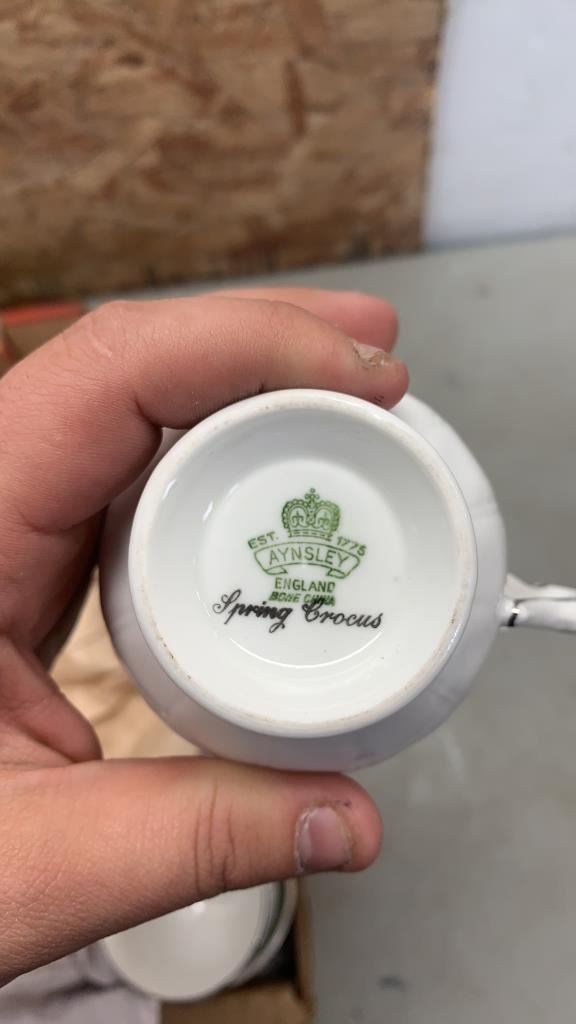 EST. 1775
AYNSLEY
ENGLAND
BONE CHINA
Spring Crocus